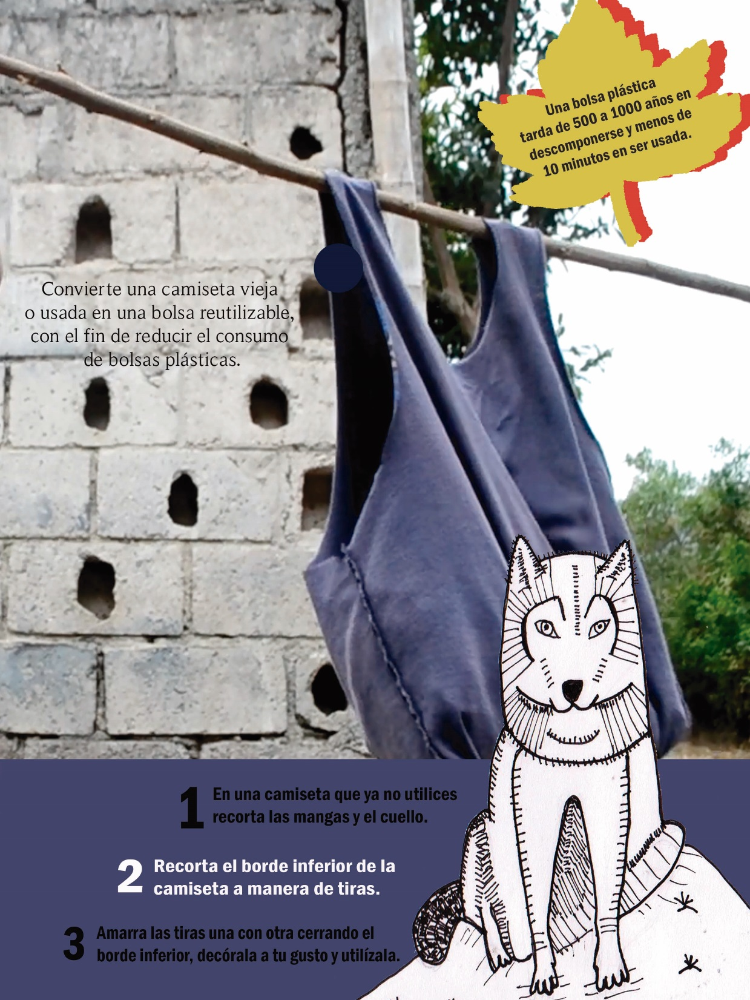 Una bolsa plástica
tarda de 500 a 1000 años en
descomponerse y menos de
10 minutos en ser usada.
Convierte una camiseta vieja
o usada en una bolsa reutilizable,
con el fin de reducir el consumo
de bolsas plásticas.
1 En una camiseta que ya no utilices
recorta las mangas y el cuello.
2 Recorta el borde inferior de la
camiseta a manera de tiras.
3 Amarra las tiras una con otra cerrando el
borde inferior, decórala a tu gusto y utilízala.